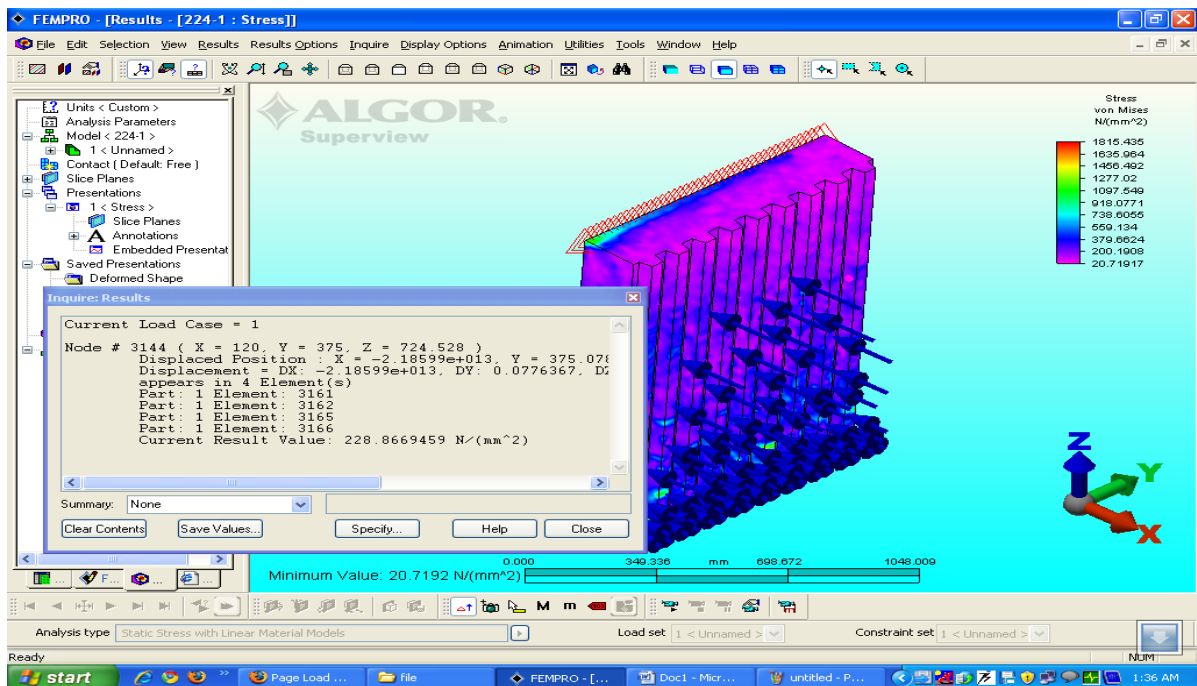 FEMPRO - [Results - [224-1 : Stress]]
File Edit Selection View Results Results Options Inquire Display Options Animation Utilities Tools Window Help
Units < Custom >
Analysis Parameters
Model < 224-1 >
1 < Unnamed >
Contact ( Default: Free )
Slice Planes
Presentations
1 < Stress >
Slice Planes
Annotations
Embedded Presentat
Saved Presentations
Deformed Shape
ALGOR®
Superview
Stress
von Mises
N/(mm^2)
1815.435
1635.964
1456.492
1277.02
1097.549
918.0771
738.6055
559.134
379.6624
200.1908
20.71917
Inquire: Results
Current Load Case = 1
Node # 3144 ( X = 120, Y = 375, Z = 724.528 )
Displaced Position : X = -2.18599e+013, Y = 375.078
Displacement = DX: -2.18599e+013, DY: 0.0776367, DZ
appears in 4 Element(s)
Part: 1 Element: 3161
Part: 1 Element: 3162
Part: 1 Element: 3165
Part: 1 Element: 3166
Current Result Value: 228.8669459 N/(mm^2)
Summary: None
Clear Contents Save Values... Specify... Help Close
Z
Y
X
0.000 349.336 mm 698.672 1048.009
Minimum Value: 20.7192 N/(mm^2)
... F... ... ...
M m
Analysis type Static Stress with Linear Material Models Load set 1 < Unnamed > Constraint set 1 < Unnamed >
Ready NUM
start Page Load ... file FEMPRO - [... Doc1 - Micr... untitled - P... 1:36 AM